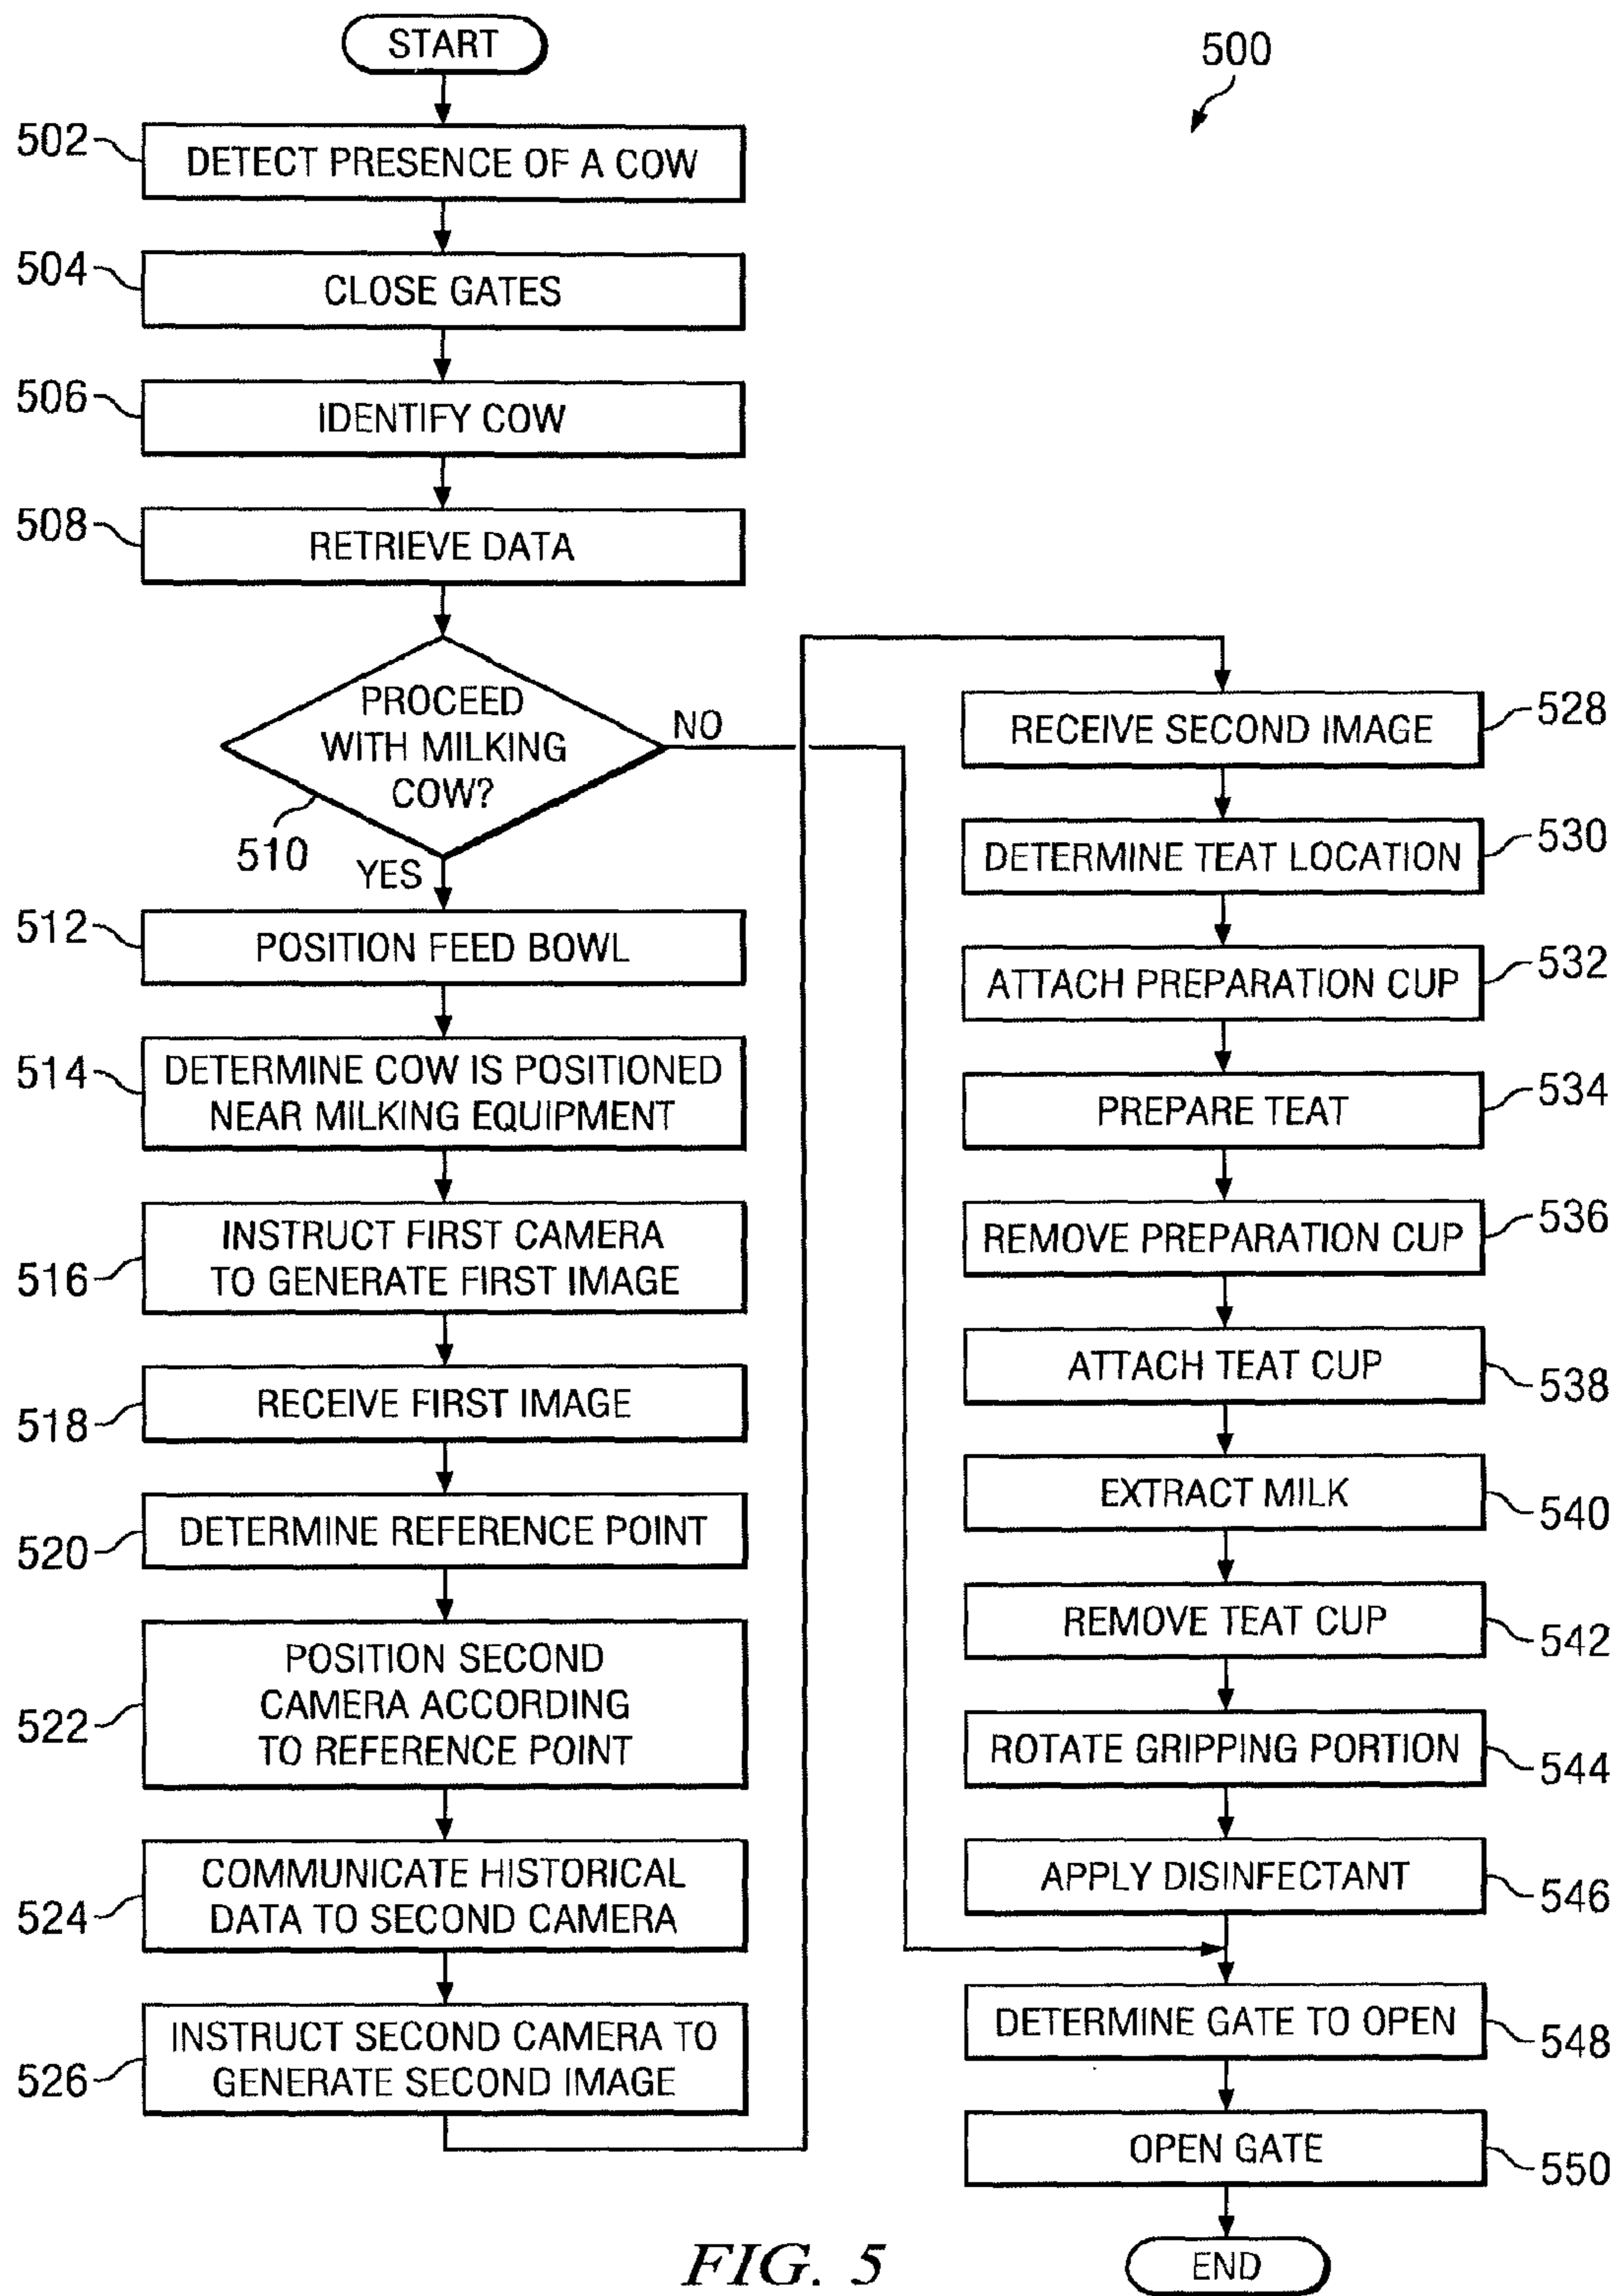 START
500
502
DETECT PRESENCE OF A COW
504
CLOSE GATES
506
IDENTIFY COW
508
RETRIEVE DATA
PROCEED
WITH MILKING
COW?
NO
510
YES
512
POSITION FEED BOWL
514
DETERMINE COW IS POSITIONED
NEAR MILKING EQUIPMENT
516
INSTRUCT FIRST CAMERA
TO GENERATE FIRST IMAGE
518
RECEIVE FIRST IMAGE
520
DETERMINE REFERENCE POINT
522
POSITION SECOND
CAMERA ACCORDING
TO REFERENCE POINT
524
COMMUNICATE HISTORICAL
DATA TO SECOND CAMERA
526
INSTRUCT SECOND CAMERA TO
GENERATE SECOND IMAGE
RECEIVE SECOND IMAGE
528
DETERMINE TEAT LOCATION
530
ATTACH PREPARATION CUP
532
PREPARE TEAT
534
REMOVE PREPARATION CUP
536
ATTACH TEAT CUP
538
EXTRACT MILK
540
REMOVE TEAT CUP
542
ROTATE GRIPPING PORTION
544
APPLY DISINFECTANT
546
DETERMINE GATE TO OPEN
548
OPEN GATE
550
END
FIG. 5